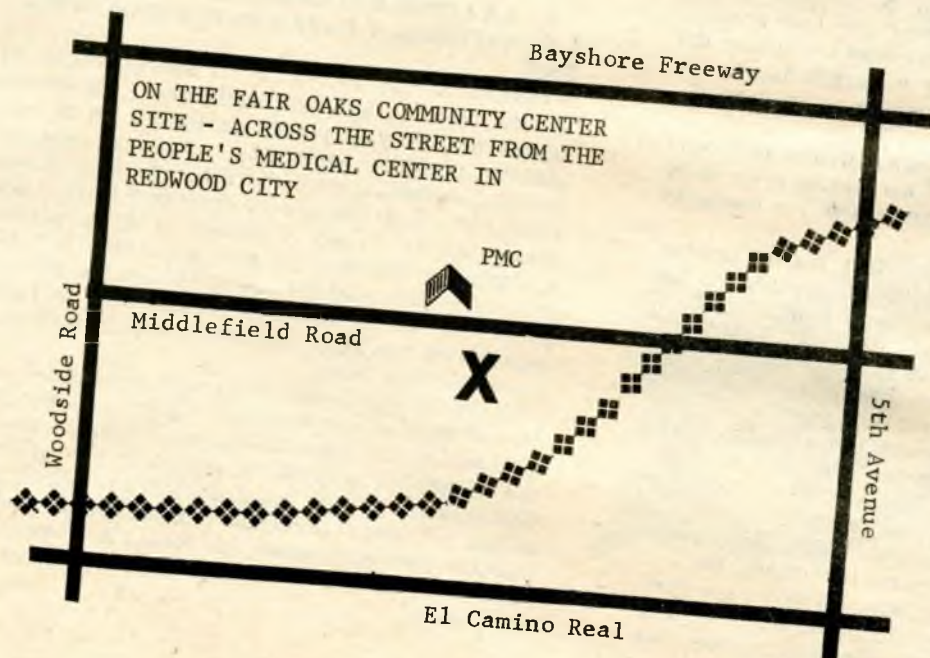 Bayshore Freeway
ON THE FAIR OAKS COMMUNITY CENTER
SITE - ACROSS THE STREET FROM THE
PEOPLE'S MEDICAL CENTER IN
REDWOOD CITY
PMC
Middlefield Road
X
Woodside Road
5th Avenue
El Camino Real